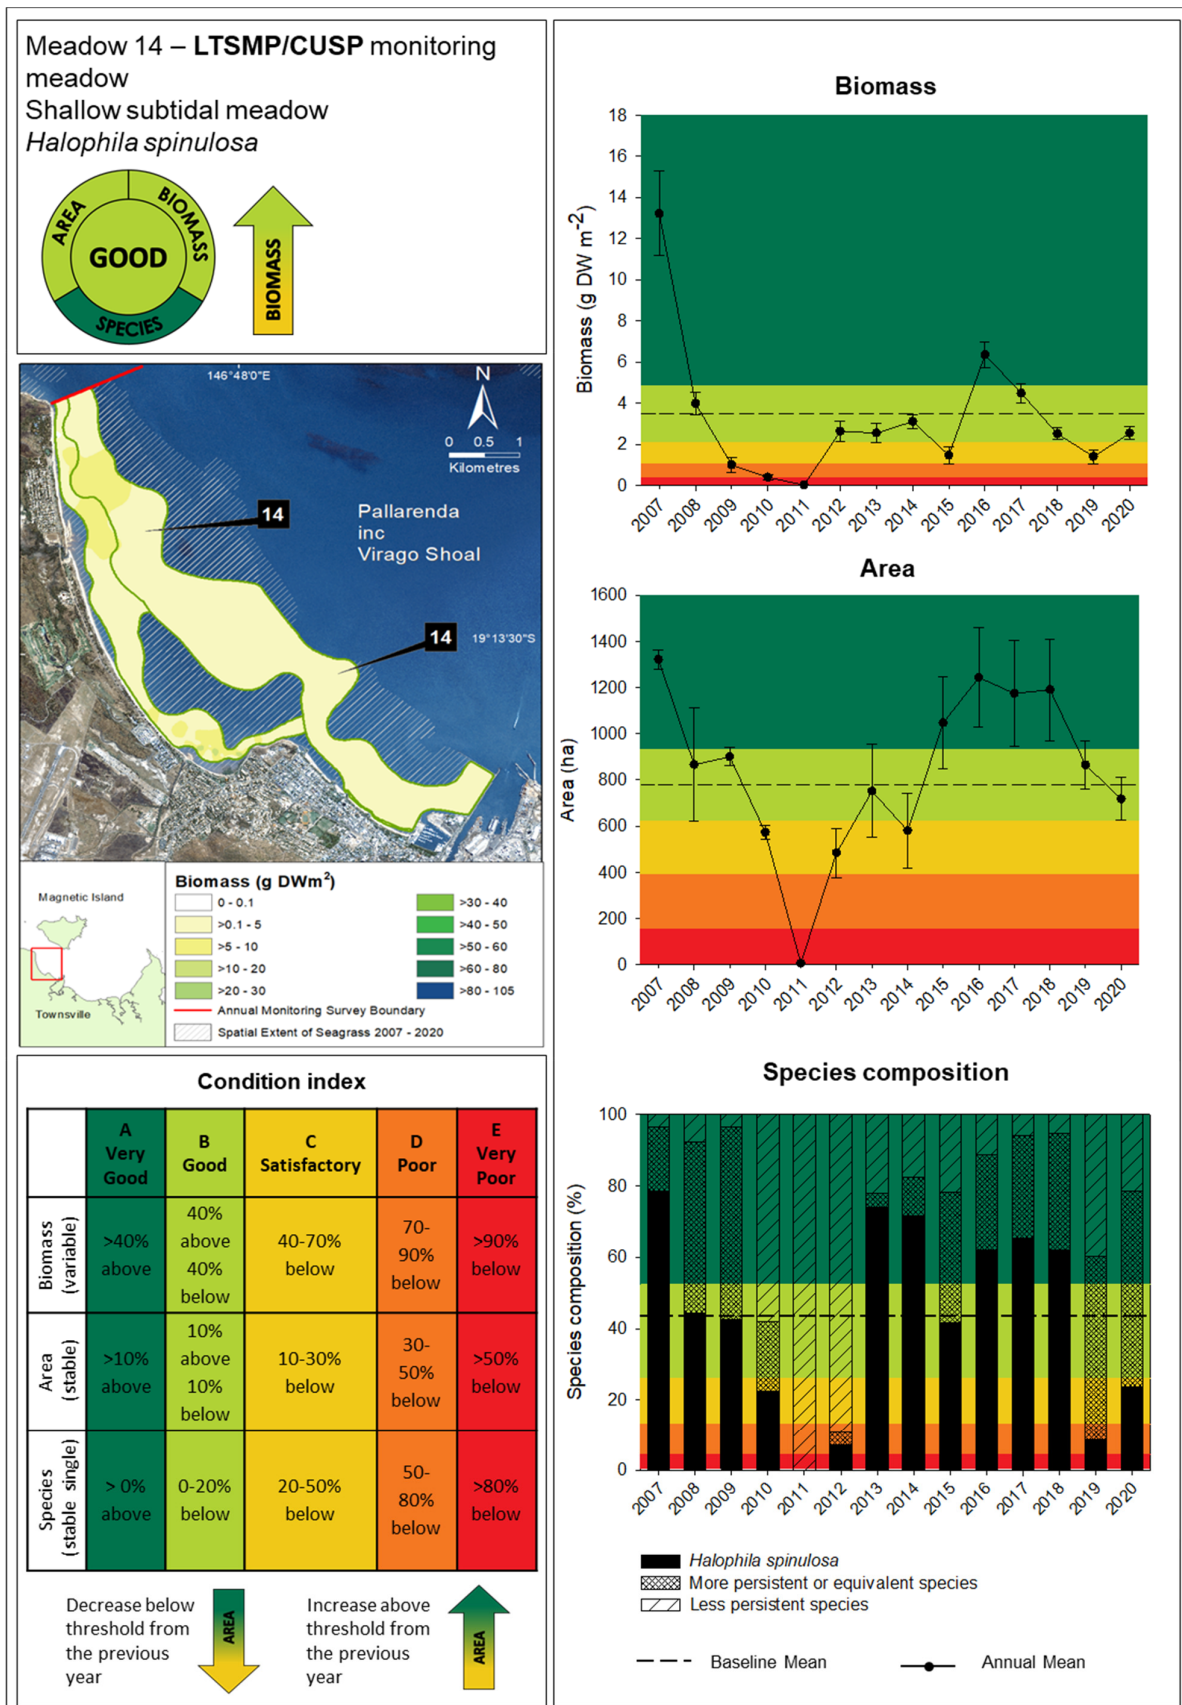 Meadow 14 – LTSMP/CUSP monitoring
meadow
Shallow subtidal meadow
Halophila spinulosa
AREA
BIOMASS
GOOD
SPECIES
BIOMASS
146°48'0"E
N
0 0.5 1
Kilometres
14
Pallarenda
inc
Virago Shoal
14
19°13'30"S
Magnetic Island
Townsville
Biomass (g DWm²)
0 - 0.1
>0.1 - 5
>5 - 10
>10 - 20
>20 - 30
>30 - 40
>40 - 50
>50 - 60
>60 - 80
>80 - 105
Annual Monitoring Survey Boundary
Spatial Extent of Seagrass 2007 - 2020
Condition index
A
Very
Good
B
Good
C
Satisfactory
D
Poor
E
Very
Poor
Biomass
(variable)
>40%
above
40%
above
40%
below
40-70%
below
70-
90%
below
>90%
below
Area
(stable)
>10%
above
10%
above
10%
below
10-30%
below
30-
50%
below
>50%
below
Species
(stable single)
> 0%
above
0-20%
below
20-50%
below
50-
80%
below
>80%
below
Decrease below
threshold from
the previous
year
AREA
Increase above
threshold from
the previous
year
AREA
Biomass
Biomass (g DW m⁻²)
18
16
14
12
10
8
6
4
2
0
2007 2008 2009 2010 2011 2012 2013 2014 2015 2016 2017 2018 2019 2020
Area
Area (ha)
1600
1400
1200
1000
800
600
400
200
0
2007 2008 2009 2010 2011 2012 2013 2014 2015 2016 2017 2018 2019 2020
Species composition
Species composition (%)
100
80
60
40
20
0
2007 2008 2009 2010 2011 2012 2013 2014 2015 2016 2017 2018 2019 2020
Halophila spinulosa
More persistent or equivalent species
Less persistent species
Baseline Mean
Annual Mean